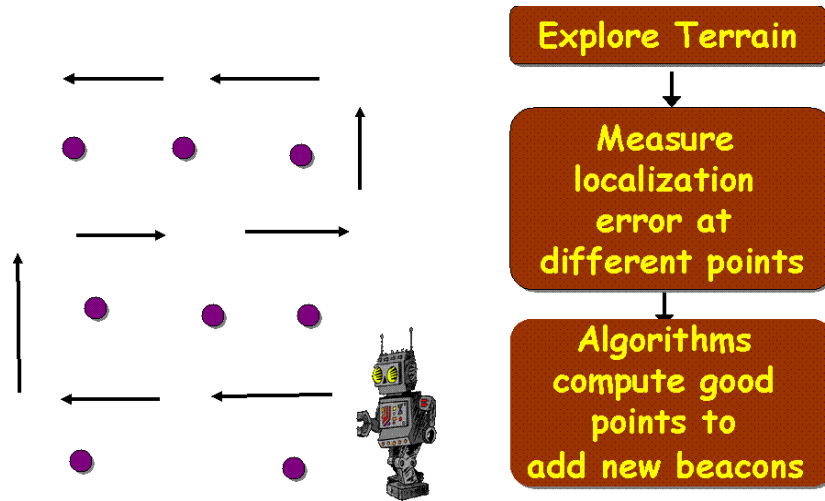 Explore Terrain
Measure
localization
error at
different points
Algorithms
compute good
points to
add new beacons